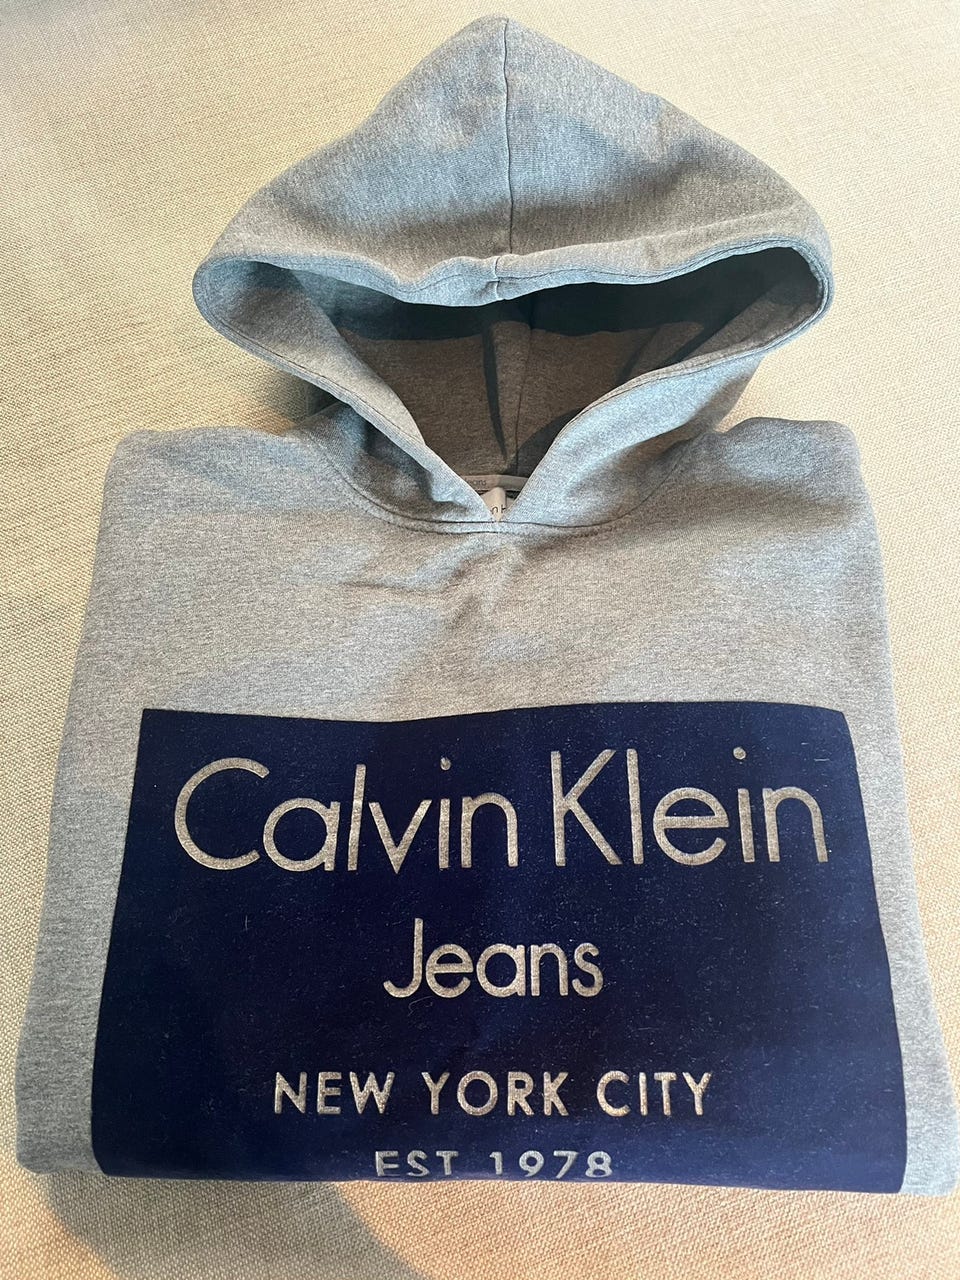 Calvin Klein
Jeans
NEW YORK CITY
EST 1978